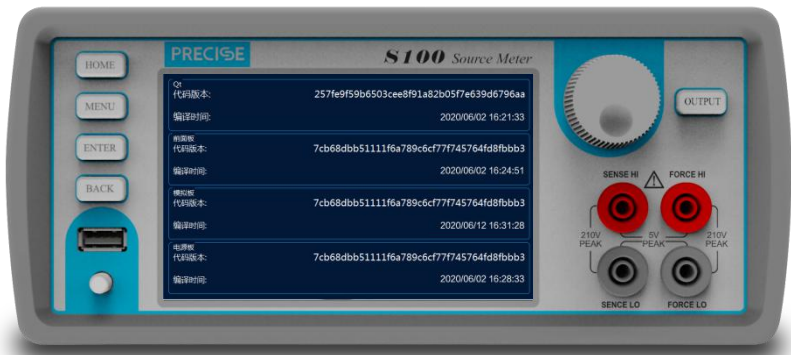 PRECISE
S100 Source Meter
HOME
MENU
ENTER
BACK
Qt
代码版本: 257fe9f59b6503cee8f91a82b05f7e639d6796aa
编译时间: 2020/06/02 16:21:33
前面板
代码版本: 7cb68dbb51111f6a789c6cf77f745764fd8fbbb3
编译时间: 2020/06/02 16:24:51
模拟板
代码版本: 7cb68dbb51111f6a789c6cf77f745764fd8fbbb3
编译时间: 2020/06/12 16:31:28
电源板
代码版本: 7cb68dbb51111f6a789c6cf77f745764fd8fbbb3
编译时间: 2020/06/02 16:28:33
OUTPUT
SENSE HI
FORCE HI
210V PEAK
5V PEAK
210V PEAK
SENCE LO
FORCE LO